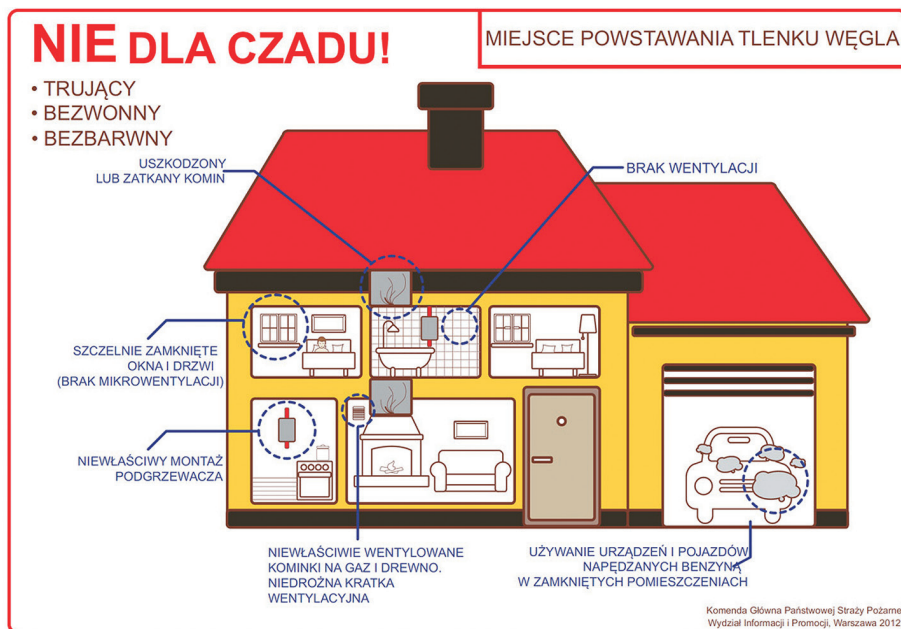 NIE DLA CZADU!
MIEJSCE POWSTAWANIA TLENKU WĘGLA
• TRUJĄCY
• BEZWONNY
• BEZBARWNY
USZKODZONY
LUB ZATKANY KOMIN
BRAK WENTYLACJI
SZCZELNIE ZAMKNIĘTE
OKNA I DRZWI
(BRAK MIKROWENTYLACJI)
NIEWŁAŚCIWY MONTAŻ
PODGRZEWACZA
NIEWŁAŚCIWIE WENTYLOWANE
KOMINKI NA GAZ I DREWNO.
NIEDROŻNA KRATKA
WENTYLACYJNA
UŻYWANIE URZĄDZEŃ I POJAZDÓW
NAPĘDZANYCH BENZYNĄ
W ZAMKNIĘTYCH POMIESZCZENIACH
Komenda Główna Państwowej Straży Pożarne
Wydział Informacji i Promocji, Warszawa 2012